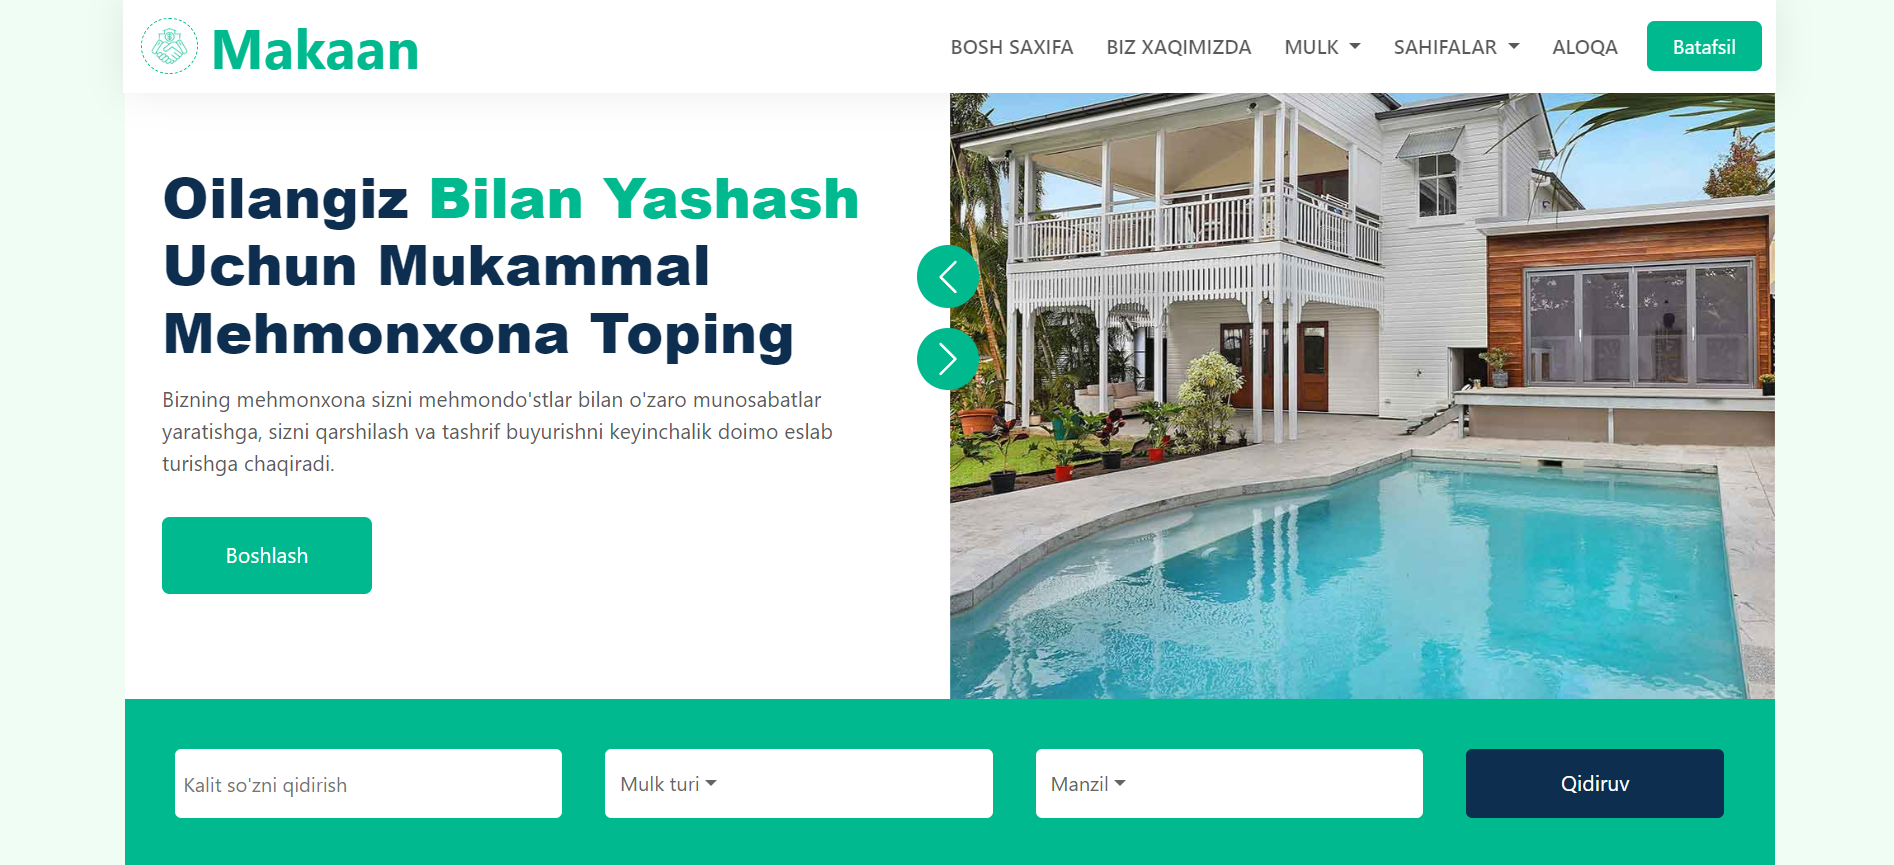 Makaan
BOSH SAXIFA BIZ XAQIMIZDA MULK SAHIFALAR ALOQA Batafsil
Oilangiz Bilan Yashash
Uchun Mukammal
Mehmonxona Toping
Bizning mehmonxona sizni mehmondo'stlar bilan o'zaro munosabatlar
yaratishga, sizni qarshilash va tashrif buyurishni keyinchalik doimo eslab
turishga chaqiradi.
Boshlash
Kalit so'zni qidirish Mulk turi Manzil Qidiruv